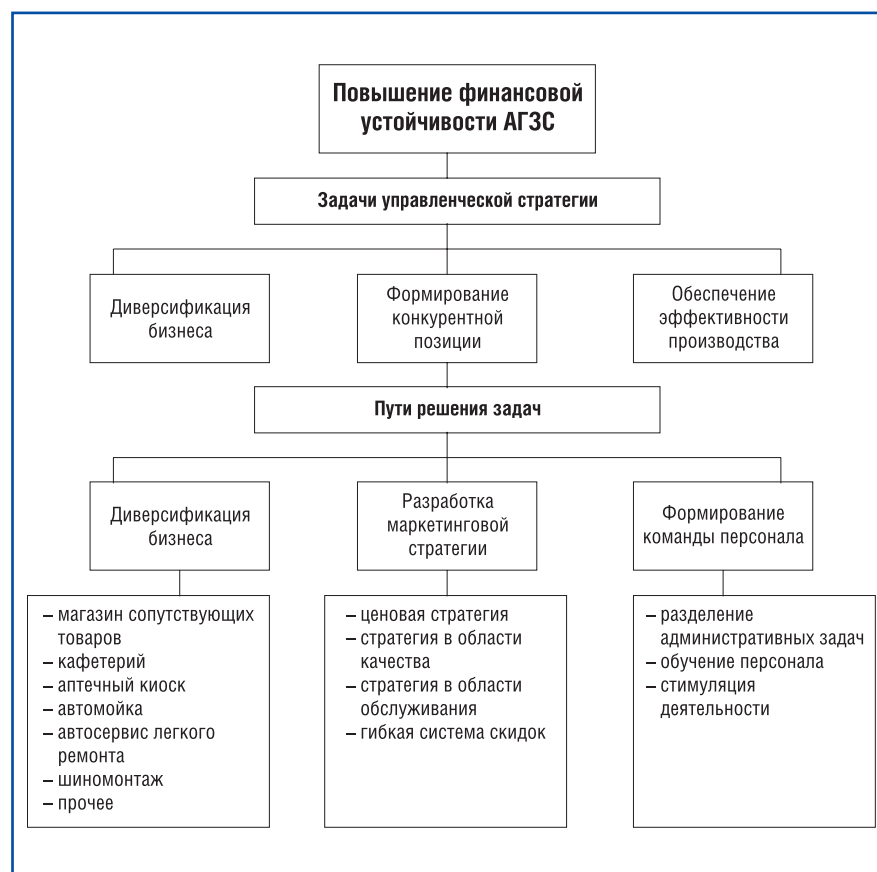 Повышение финансовой
устойчивости АГЗС
Задачи управленческой стратегии
Диверсификация
бизнеса
Формирование
конкурентной
позиции
Обеспечение
эффективности
производства
Пути решения задач
Диверсификация
бизнеса
Разработка
маркетинговой
стратегии
Формирование
команды персонала
– магазин сопутствующих
товаров
– кафетерий
– аптечный киоск
– автомойка
– автосервис легкого
ремонта
– шиномонтаж
– прочее
– ценовая стратегия
– стратегия в области
качества
– стратегия в области
обслуживания
– гибкая система скидок
– разделение
административных задач
– обучение персонала
– стимуляция
деятельности